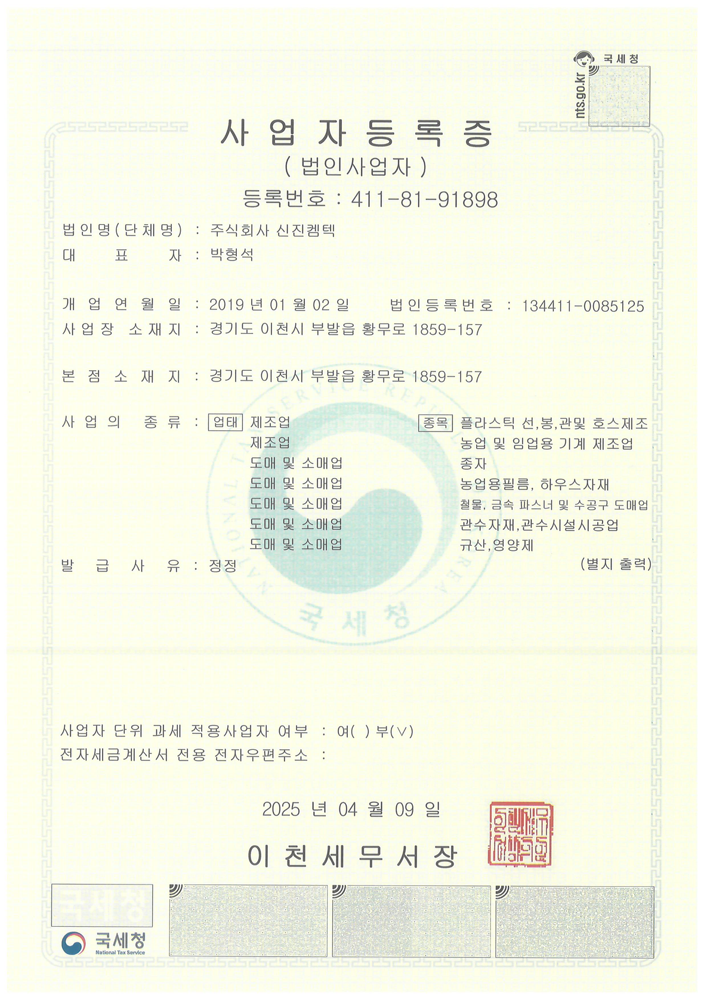 국세청
nts.go.kr
사업자등록증
(법인사업자)
등록번호 : 411-81-91898
법인명(단체명) : 주식회사 신진켐텍
대 표 자 : 박형석
개업연월일 : 2019 년 01 월 02 일 법인등록번호 : 134411-0085125
사업장 소재지 : 경기도 이천시 부발읍 황무로 1859-157
본점소재지 : 경기도 이천시 부발읍 황무로 1859-157
사업의 종류 : 업태 제조업 종목 플라스틱 선,봉,관및 호스제조
제조업 농업 및 임업용 기계 제조업
도매 및 소매업 종자
도매 및 소매업 농업용필름, 하우스자재
도매 및 소매업 철물, 금속 파스너 및 수공구 도매업
도매 및 소매업 관수자재,관수시설시공업
도매 및 소매업 규산,영양제
발급사유 : 정정 (별지 출력)
NATIONAL TAX SERVICE REPUBLIC OF KOREA
국세청
사업자 단위 과세 적용사업자 여부 : 여( ) 부(∨)
전자세금계산서 전용 전자우편주소 :
2025 년 04 월 09 일
이천세무서장
국세청
국세청
National Tax Service